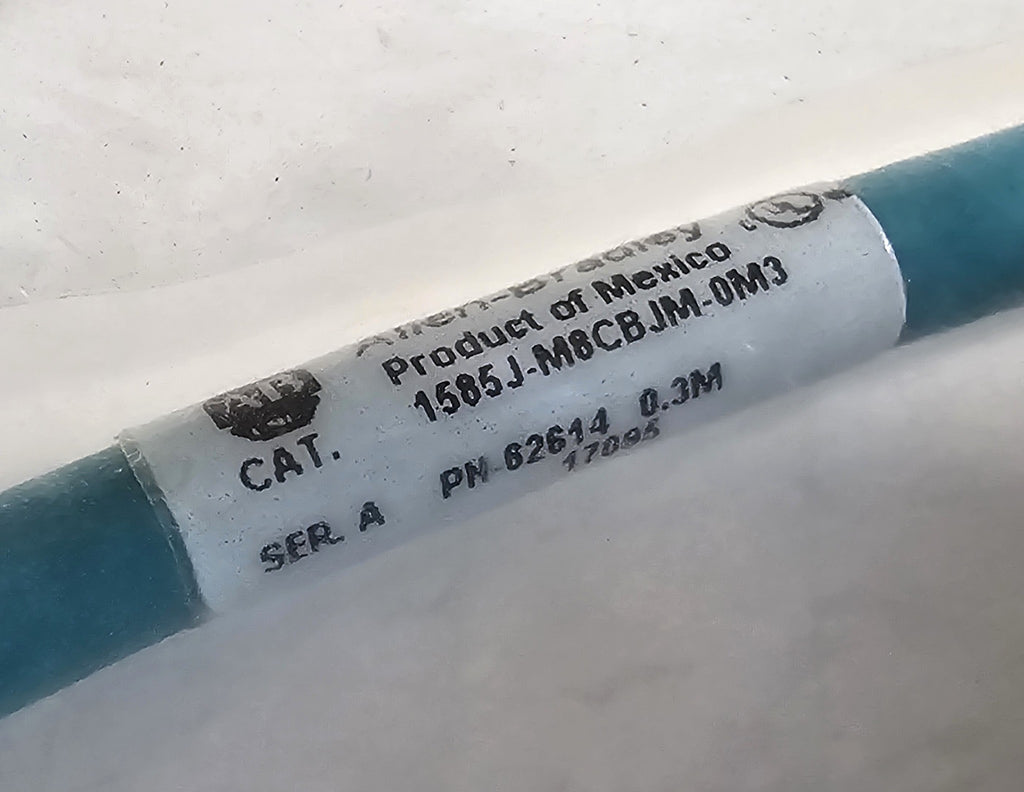 Allen-Bradley
Product of Mexico
CAT. 1585J-M8CBJM-0M3
SER. A PN-62614 0.3M
17095